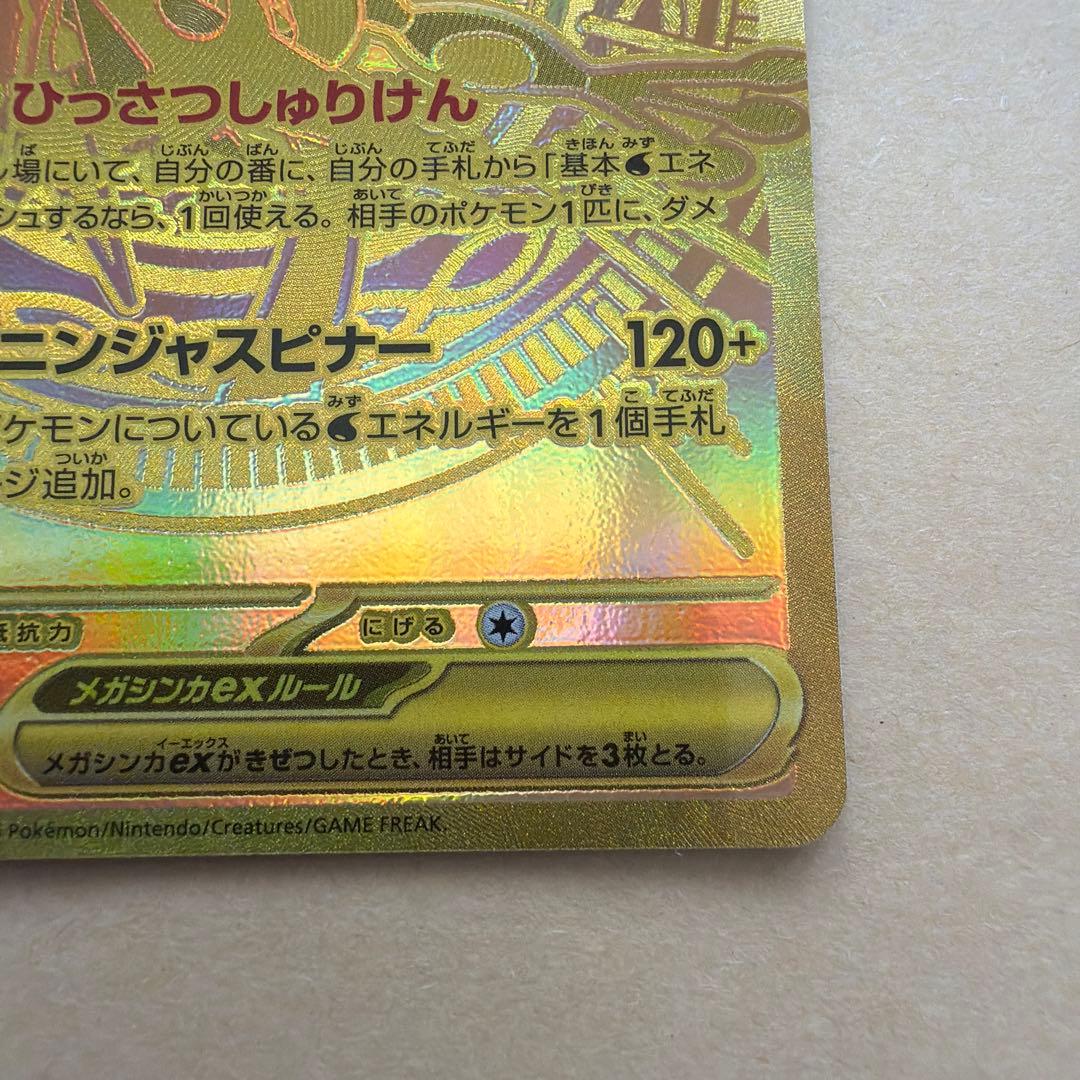 ひっさつしゅりけん
場にいて、自分の番に、自分の手札から「基本エネ
シュするなら、1回使える。相手のポケモン1匹に、ダメ
ニンジャスピナー 120+
ケモンについているエネルギーを1個手札
ージ追加。
抵抗力 にげる
メガシンカexルール
メガシンカexがきぜつしたとき、相手はサイドを3枚とる。
Pokémon/Nintendo/Creatures/GAME FREAK.